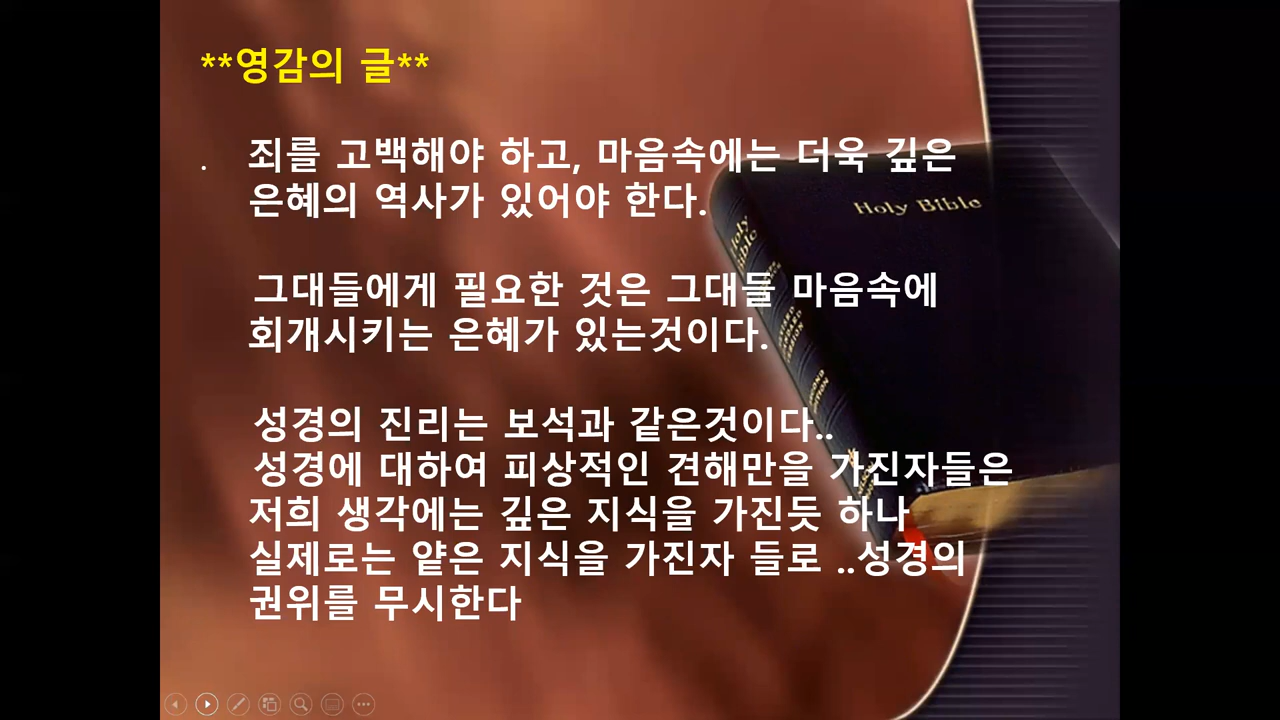 **영감의 글**
. 죄를 고백해야 하고, 마음속에는 더욱 깊은
은혜의 역사가 있어야 한다.
Holy Bible
Holy Bible
그대들에게 필요한 것은 그대들 마음속에
회개시키는 은혜가 있는것이다.
성경의 진리는 보석과 같은것이다..
성경에 대하여 피상적인 견해만을 가진자들은
저희 생각에는 깊은 지식을 가진듯 하나
실제로는 얕은 지식을 가진자 들로 ..성경의
권위를 무시한다